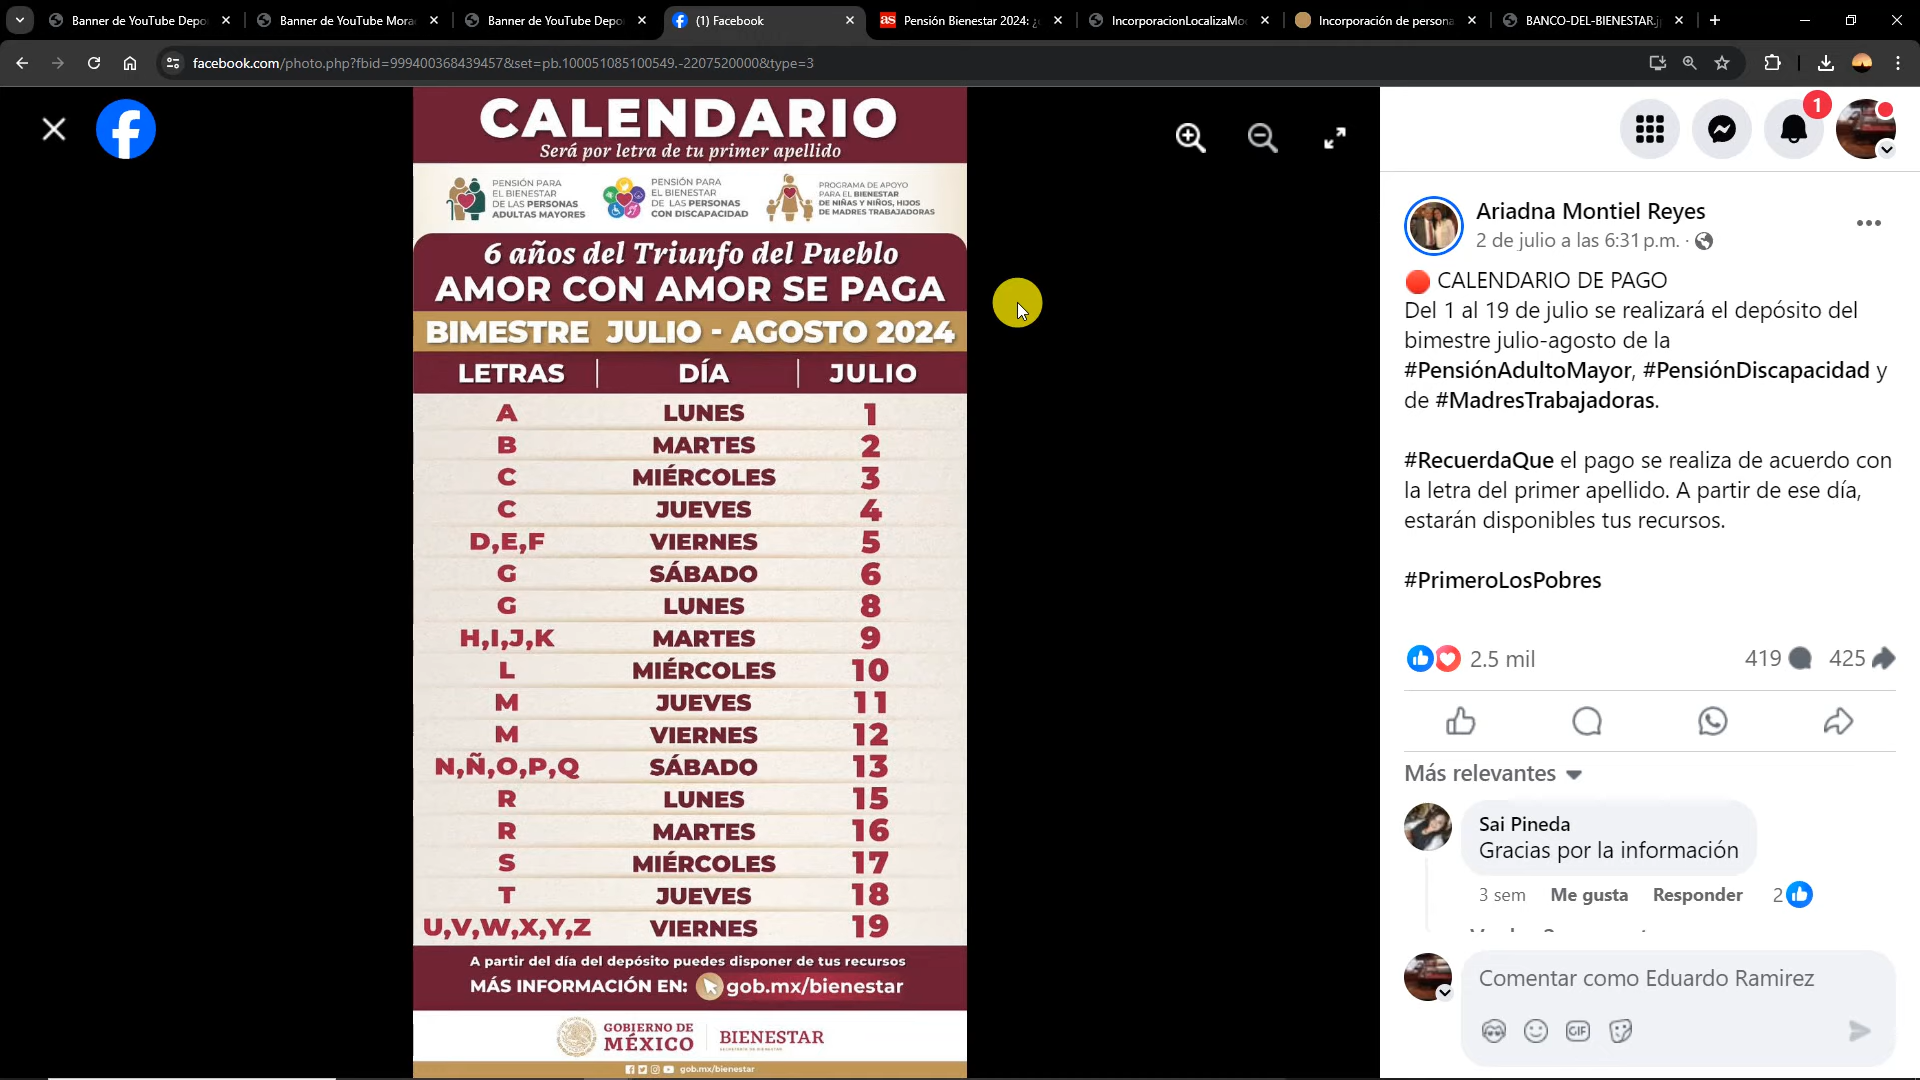 Banner de YouTube Depo
Banner de YouTube Mora
Banner de YouTube Depo
(1) Facebook
Pensión Bienestar 2024: ¿
IncorporacionLocalizaMo
Incorporación de persona
BANCO-DEL-BIENESTAR.j
facebook.com/photo.php?fbid=999400368439457&set=pb.100051085100549.-2207520000&type=3
CALENDARIO
Será por letra de tu primer apellido
PENSIÓN PARA
EL BIENESTAR
DE LAS PERSONAS
ADULTAS MAYORES
PENSIÓN PARA
EL BIENESTAR
DE LAS PERSONAS
CON DISCAPACIDAD
PROGRAMA DE APOYO
PARA EL BIENESTAR
DE NIÑAS Y NIÑOS, HIJOS
DE MADRES TRABAJADORAS
6 años del Triunfo del Pueblo
AMOR CON AMOR SE PAGA
BIMESTRE JULIO - AGOSTO 2024
LETRAS | DÍA | JULIO
A LUNES 1
B MARTES 2
C MIÉRCOLES 3
C JUEVES 4
D,E,F VIERNES 5
G SÁBADO 6
G LUNES 8
H,I,J,K MARTES 9
L MIÉRCOLES 10
M JUEVES 11
M VIERNES 12
N,Ñ,O,P,Q SÁBADO 13
R LUNES 15
R MARTES 16
S MIÉRCOLES 17
T JUEVES 18
U,V,W,X,Y,Z VIERNES 19
A partir del día del depósito puedes disponer de tus recursos
MÁS INFORMACIÓN EN: gob.mx/bienestar
GOBIERNO DE
MÉXICO
BIENESTAR
gob.mx/bienestar
1
Ariadna Montiel Reyes
2 de julio a las 6:31 p.m. ·
🔴 CALENDARIO DE PAGO
Del 1 al 19 de julio se realizará el depósito del
bimestre julio-agosto de la
#PensiónAdultoMayor, #PensiónDiscapacidad y
de #MadresTrabajadoras.
#RecuerdaQue el pago se realiza de acuerdo con
la letra del primer apellido. A partir de ese día,
estarán disponibles tus recursos.
#PrimeroLosPobres
2.5 mil
419
425
Más relevantes
Sai Pineda
Gracias por la información
3 sem Me gusta Responder 2
Comentar como Eduardo Ramirez
GIF